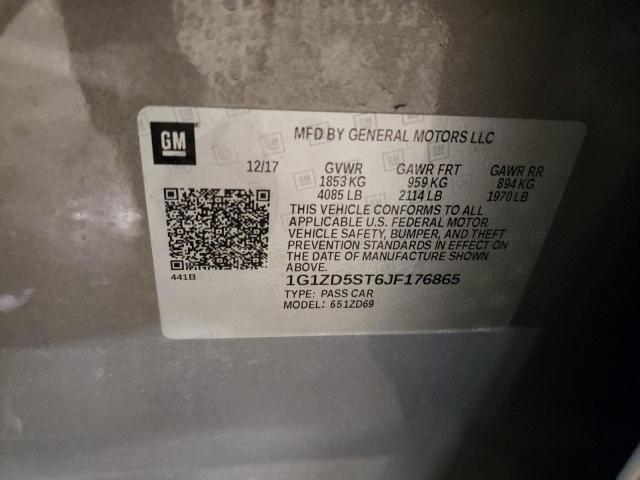 GM
MFD BY GENERAL MOTORS LLC
12/17 GVWR GAWR FRT GAWR RR
1853 KG 959 KG 894 KG
4085 LB 2114 LB 1970 LB
THIS VEHICLE CONFORMS TO ALL
APPLICABLE U.S. FEDERAL MOTOR
VEHICLE SAFETY, BUMPER, AND THEFT
PREVENTION STANDARDS IN EFFECT ON
THE DATE OF MANUFACTURE SHOWN
ABOVE.
441B
1G1ZD5ST6JF176865
TYPE: PASS CAR
MODEL: 651ZD69